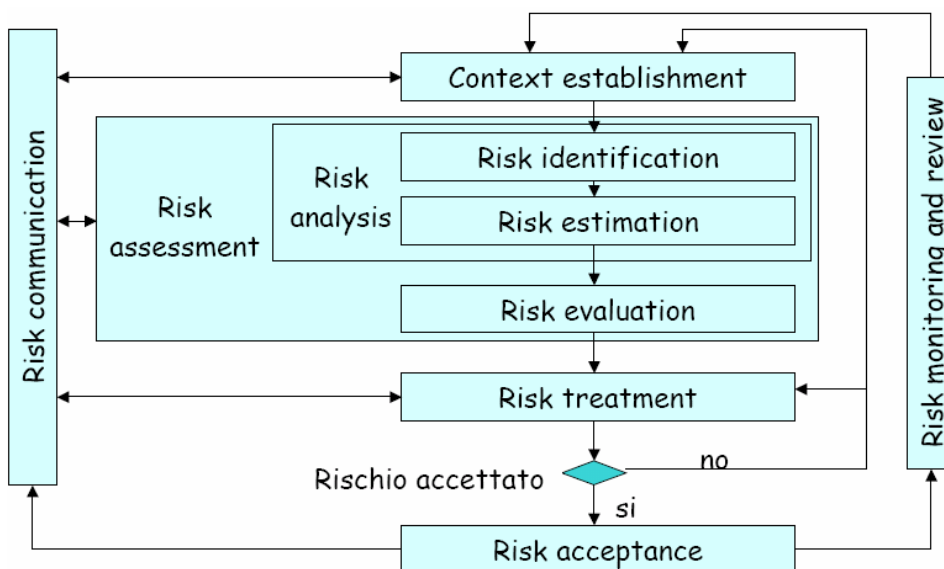 Context establishment
Risk identification
Risk
analysis
Risk estimation
Risk
assessment
Risk evaluation
Risk treatment
Rischio accettato
no
si
Risk acceptance
Risk communication
Risk monitoring and review